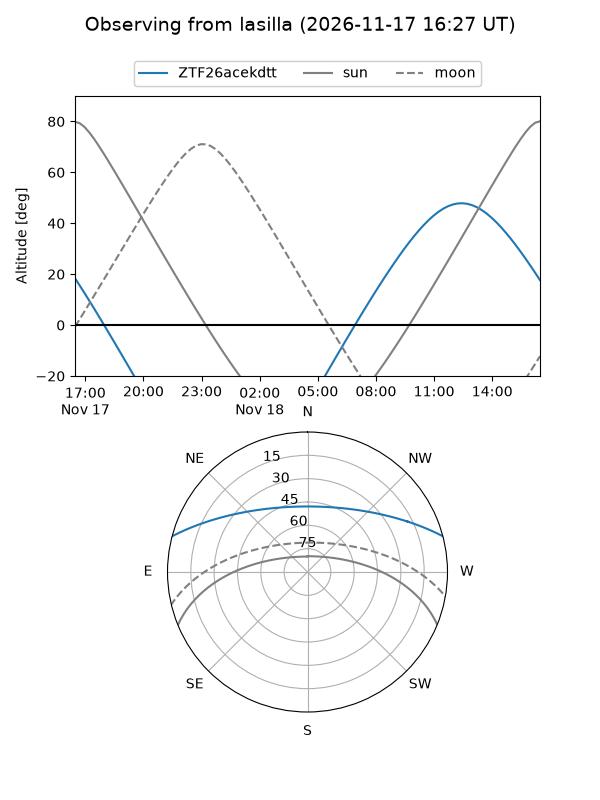 Observing from lasilla (2026-11-17 16:27 UT)
ZTF26acekdtt sun moon
Altitude [deg]
80
60
40
20
0
−20
17:00 20:00 23:00 02:00 05:00 08:00 11:00 14:00
Nov 17 Nov 18
N
NE NW
15
30
45
60
75
E W
SE SW
S